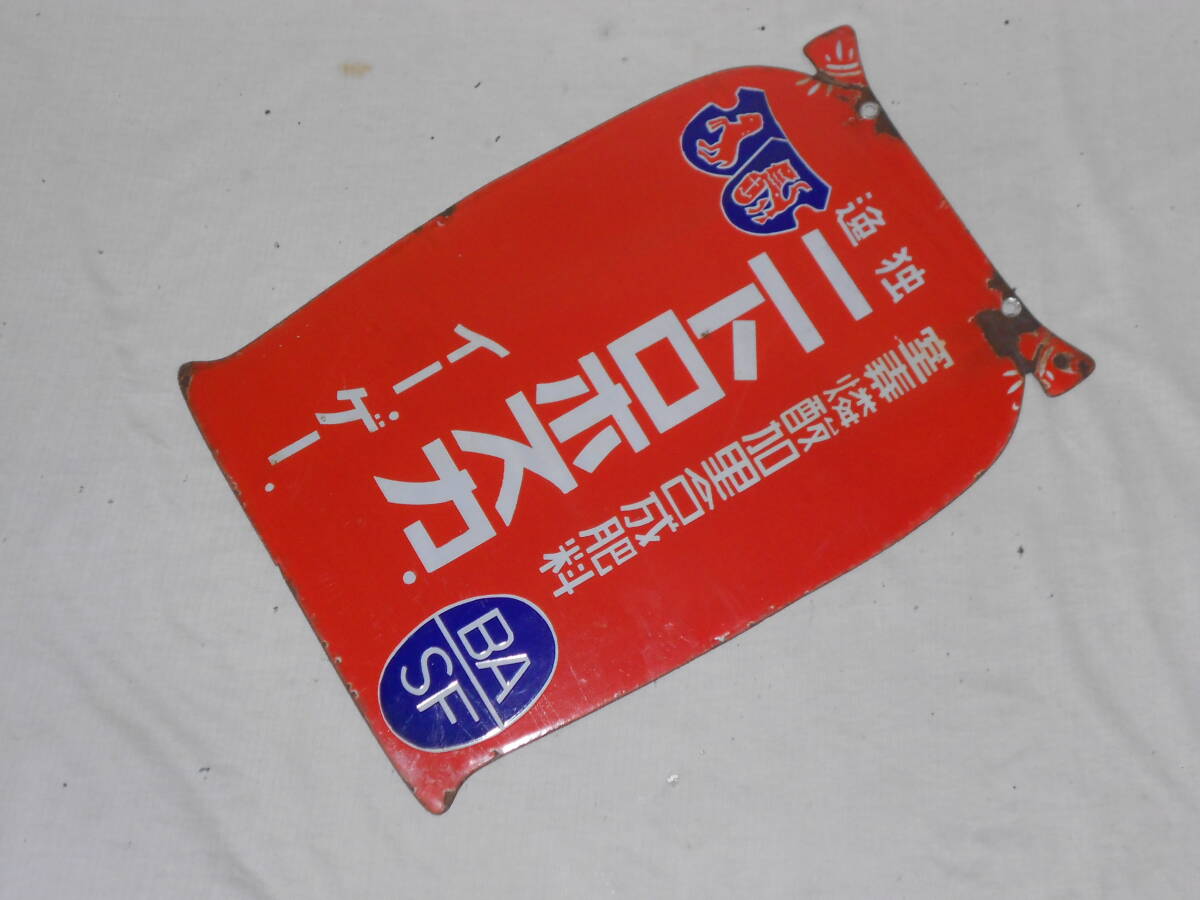 独逸
窒素燐酸加里合成肥料
ニトロホスカ・
イー・ゲー・
BA
SF